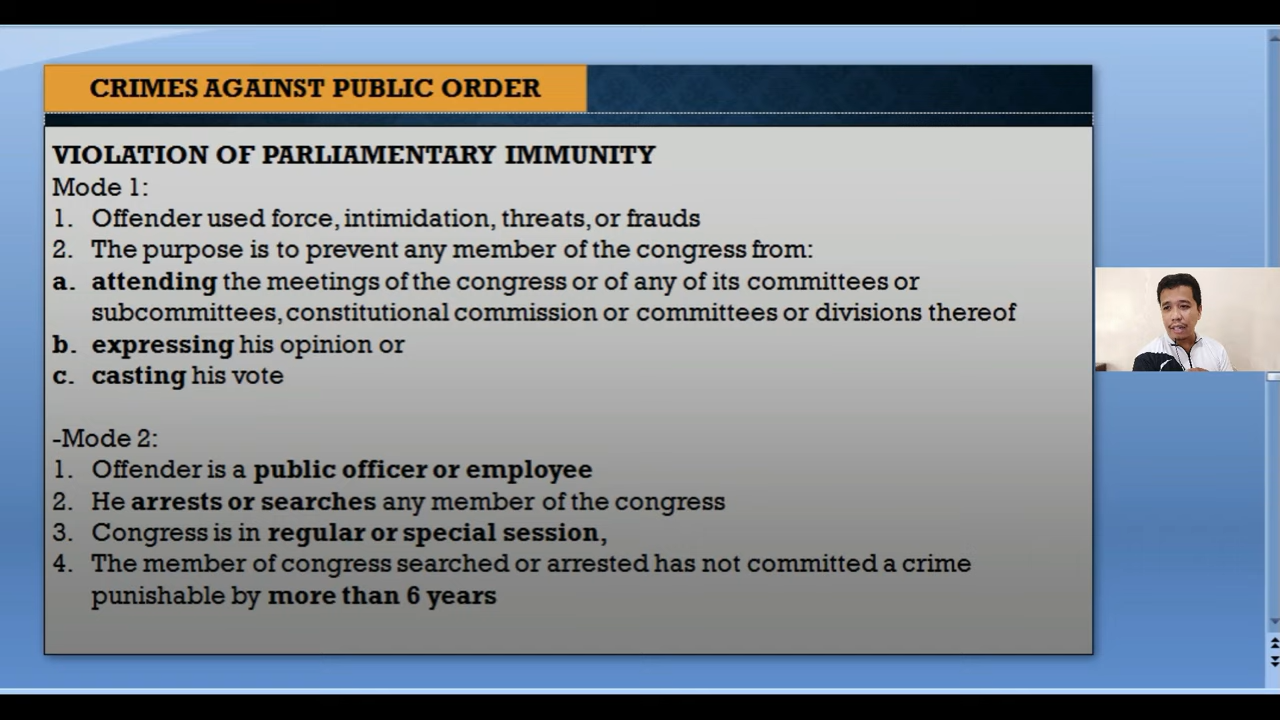 CRIMES AGAINST PUBLIC ORDER
VIOLATION OF PARLIAMENTARY IMMUNITY
Mode 1:
1. Offender used force, intimidation, threats, or frauds
2. The purpose is to prevent any member of the congress from:
a. attending the meetings of the congress or of any of its committees or
subcommittees, constitutional commission or committees or divisions thereof
b. expressing his opinion or
c. casting his vote
-Mode 2:
1. Offender is a public officer or employee
2. He arrests or searches any member of the congress
3. Congress is in regular or special session,
4. The member of congress searched or arrested has not committed a crime
punishable by more than 6 years